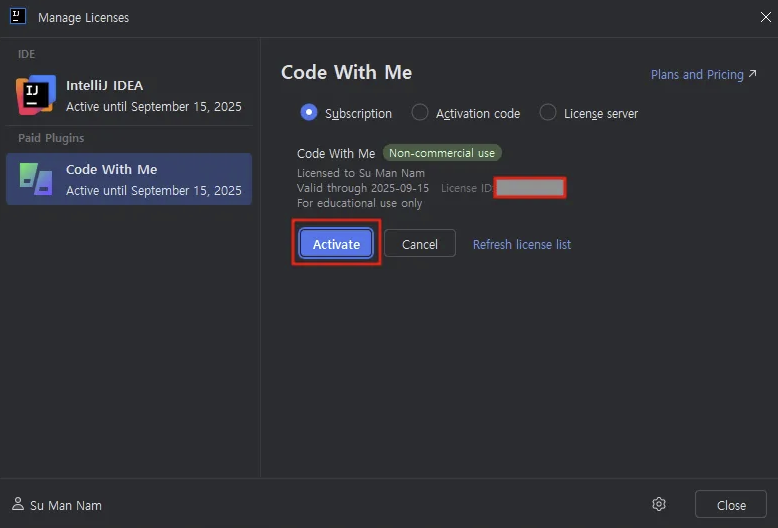 Manage Licenses
IDE
IJ
IntelliJ IDEA
Active until September 15, 2025
Paid Plugins
Code With Me
Active until September 15, 2025
Code With Me
Plans and Pricing ↗
Subscription
Activation code
License server
Code With Me Non-commercial use
Licensed to Su Man Nam
Valid through 2025-09-15 License ID:
For educational use only
Activate
Cancel
Refresh license list
Su Man Nam
Close